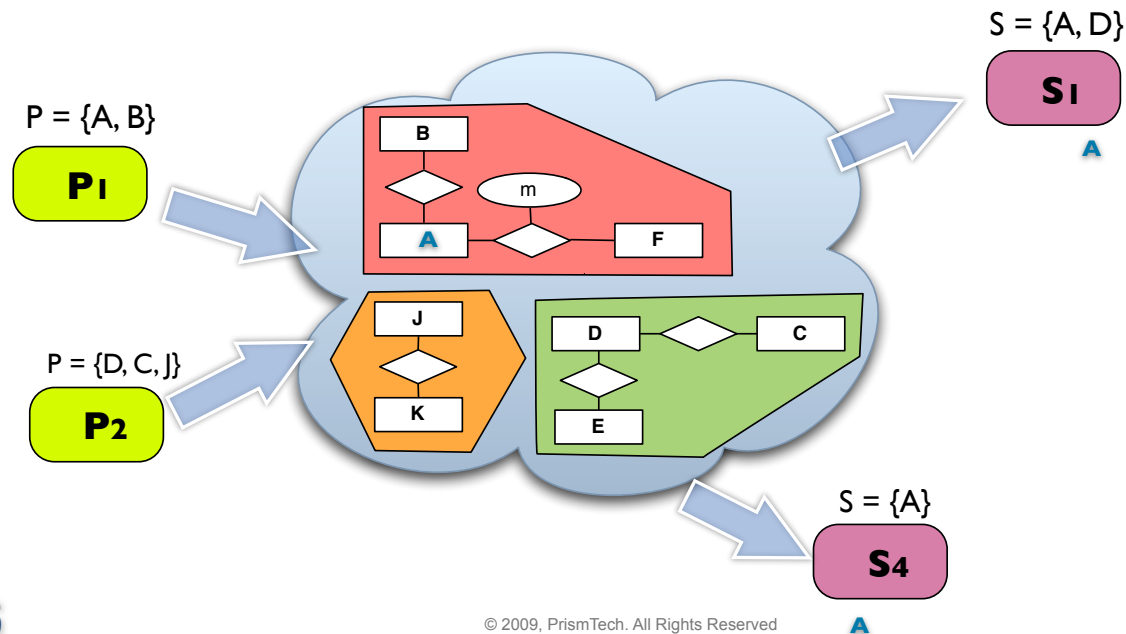 S = {A, D}
S1
A
P = {A, B}
P1
B
m
A
F
P = {D, C, J}
P2
J
K
D
C
E
S = {A}
S4
A
© 2009, PrismTech. All Rights Reserved